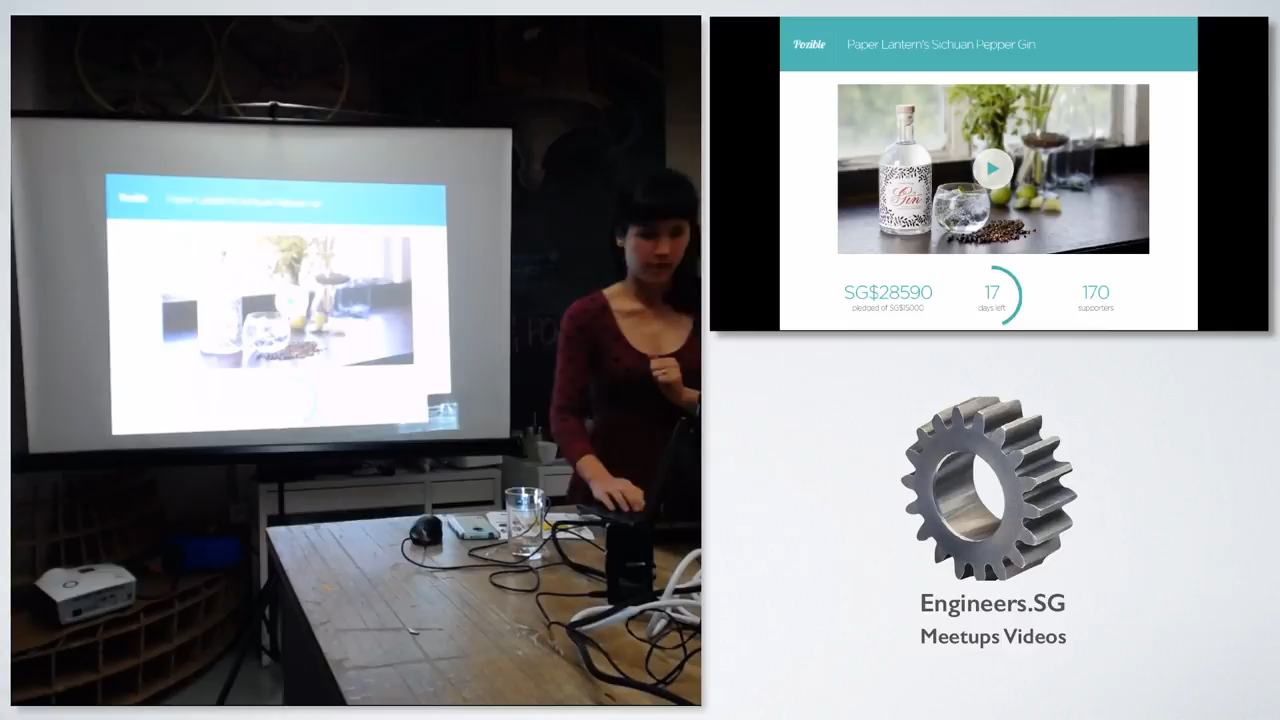 Pozible
Paper Lantern's Sichuan Pepper Gin
Gin
SG$28590
pledged of SG$15000
17
days left
170
supporters
Engineers.SG
Meetups Videos